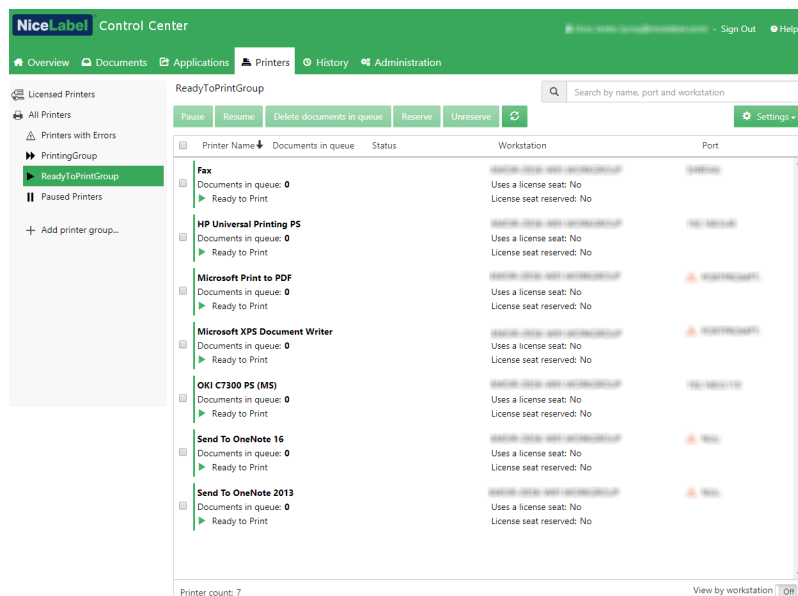 NiceLabel Control Center
- Sign Out Help
Overview Documents Applications Printers History Administration
Licensed Printers
All Printers
Printers with Errors
PrintingGroup
ReadyToPrintGroup
Paused Printers
Add printer group...
ReadyToPrintGroup
Search by name, port and workstation
Pause Resume Delete documents in queue Reserve Unreserve Settings
Printer Name Documents in queue Status Workstation Port
Fax
Documents in queue: 0 Uses a license seat: No
Ready to Print License seat reserved: No
HP Universal Printing PS
Documents in queue: 0 Uses a license seat: No
Ready to Print License seat reserved: No
Microsoft Print to PDF
Documents in queue: 0 Uses a license seat: No
Ready to Print License seat reserved: No
Microsoft XPS Document Writer
Documents in queue: 0 Uses a license seat: No
Ready to Print License seat reserved: No
OKI C7300 PS (MS)
Documents in queue: 0 Uses a license seat: No
Ready to Print License seat reserved: No
Send To OneNote 16
Documents in queue: 0 Uses a license seat: No
Ready to Print License seat reserved: No
Send To OneNote 2013
Documents in queue: 0 Uses a license seat: No
Ready to Print License seat reserved: No
Printer count: 7 View by workstation Off